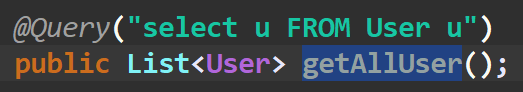 @Query("select u FROM User u")
public List<User> getAllUser();